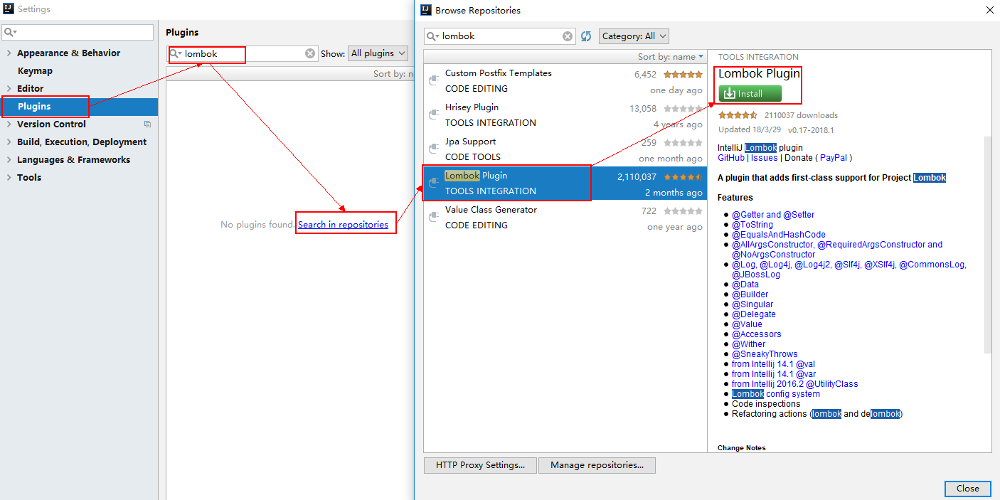 Settings
Appearance & Behavior
Keymap
Editor
Plugins
Version Control
Build, Execution, Deployment
Languages & Frameworks
Tools
Plugins
lombok
Show: All plugins
Sort by: n
No plugins found. Search in repositories
Browse Repositories
lombok
Category: All
Sort by: name
Custom Postfix Templates 6,452
CODE EDITING one day ago
Hrisey Plugin 13,058
TOOLS INTEGRATION 4 years ago
Jpa Support 259
CODE TOOLS one month ago
Lombok Plugin 2,110,037
TOOLS INTEGRATION 2 months ago
Value Class Generator 722
CODE EDITING one year ago
TOOLS INTEGRATION
Lombok Plugin
Install
2110037 downloads
Updated 18/3/29 v0.17-2018.1
IntelliJ Lombok plugin
GitHub | Issues | Donate ( PayPal )
A plugin that adds first-class support for Project Lombok
Features
@Getter and @Setter
@ToString
@EqualsAndHashCode
@AllArgsConstructor, @RequiredArgsConstructor and
@NoArgsConstructor
@Log, @Log4j, @Log4j2, @Slf4j, @XSlf4j, @CommonsLog,
@JBossLog
@Data
@Builder
@Singular
@Delegate
@Value
@Accessors
@Wither
@SneakyThrows
from Intellij 14.1 @val
from Intellij 14.1 @var
from Intellij 2016.2 @UtilityClass
Lombok config system
Code inspections
Refactoring actions (lombok and delombok)
Change Notes
HTTP Proxy Settings...
Manage repositories...
Close